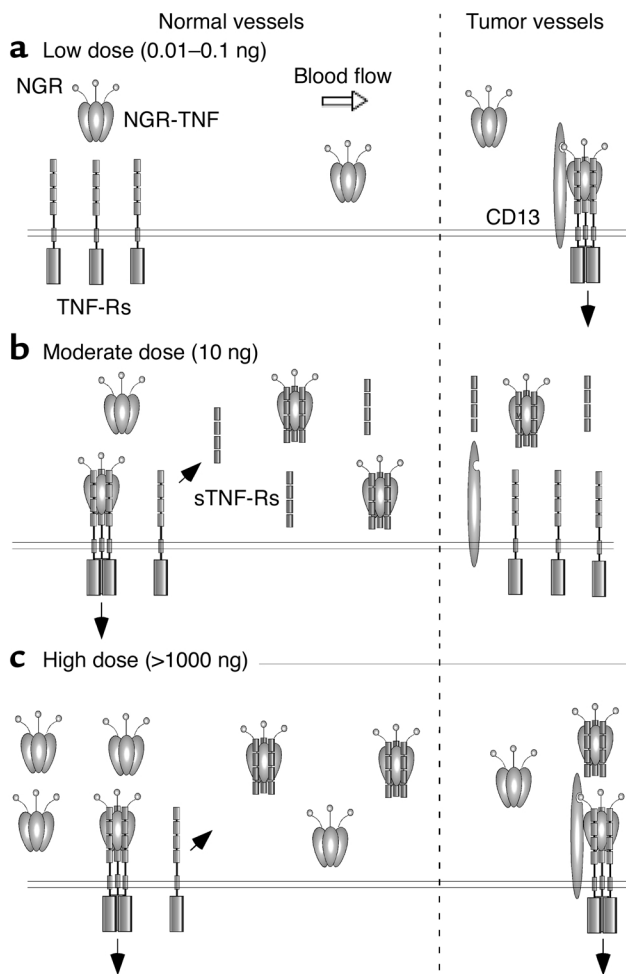 Normal vessels
Tumor vessels
a Low dose (0.01–0.1 ng)
NGR
NGR-TNF
Blood flow
CD13
TNF-Rs
b Moderate dose (10 ng)
sTNF-Rs
c High dose (>1000 ng)